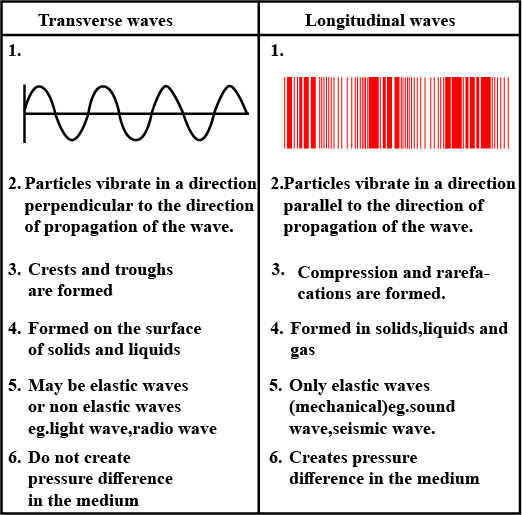 Transverse waves
1.
2. Particles vibrate in a direction
perpendicular to the direction
of propagation of the wave.
3. Crests and troughs
are formed
4. Formed on the surface
of solids and liquids
5. May be elastic waves
or non elastic waves
eg.light wave,radio wave
6. Do not create
pressure difference
in the medium
Longitudinal waves
1.
2.Particles vibrate in a direction
parallel to the direction of
propagation of the wave.
3. Compression and rarefa-
cations are formed.
4. Formed in solids,liquids and
gas
5. Only elastic waves
(mechanical)eg.sound
wave,seismic wave.
6. Creates pressure
difference in the medium